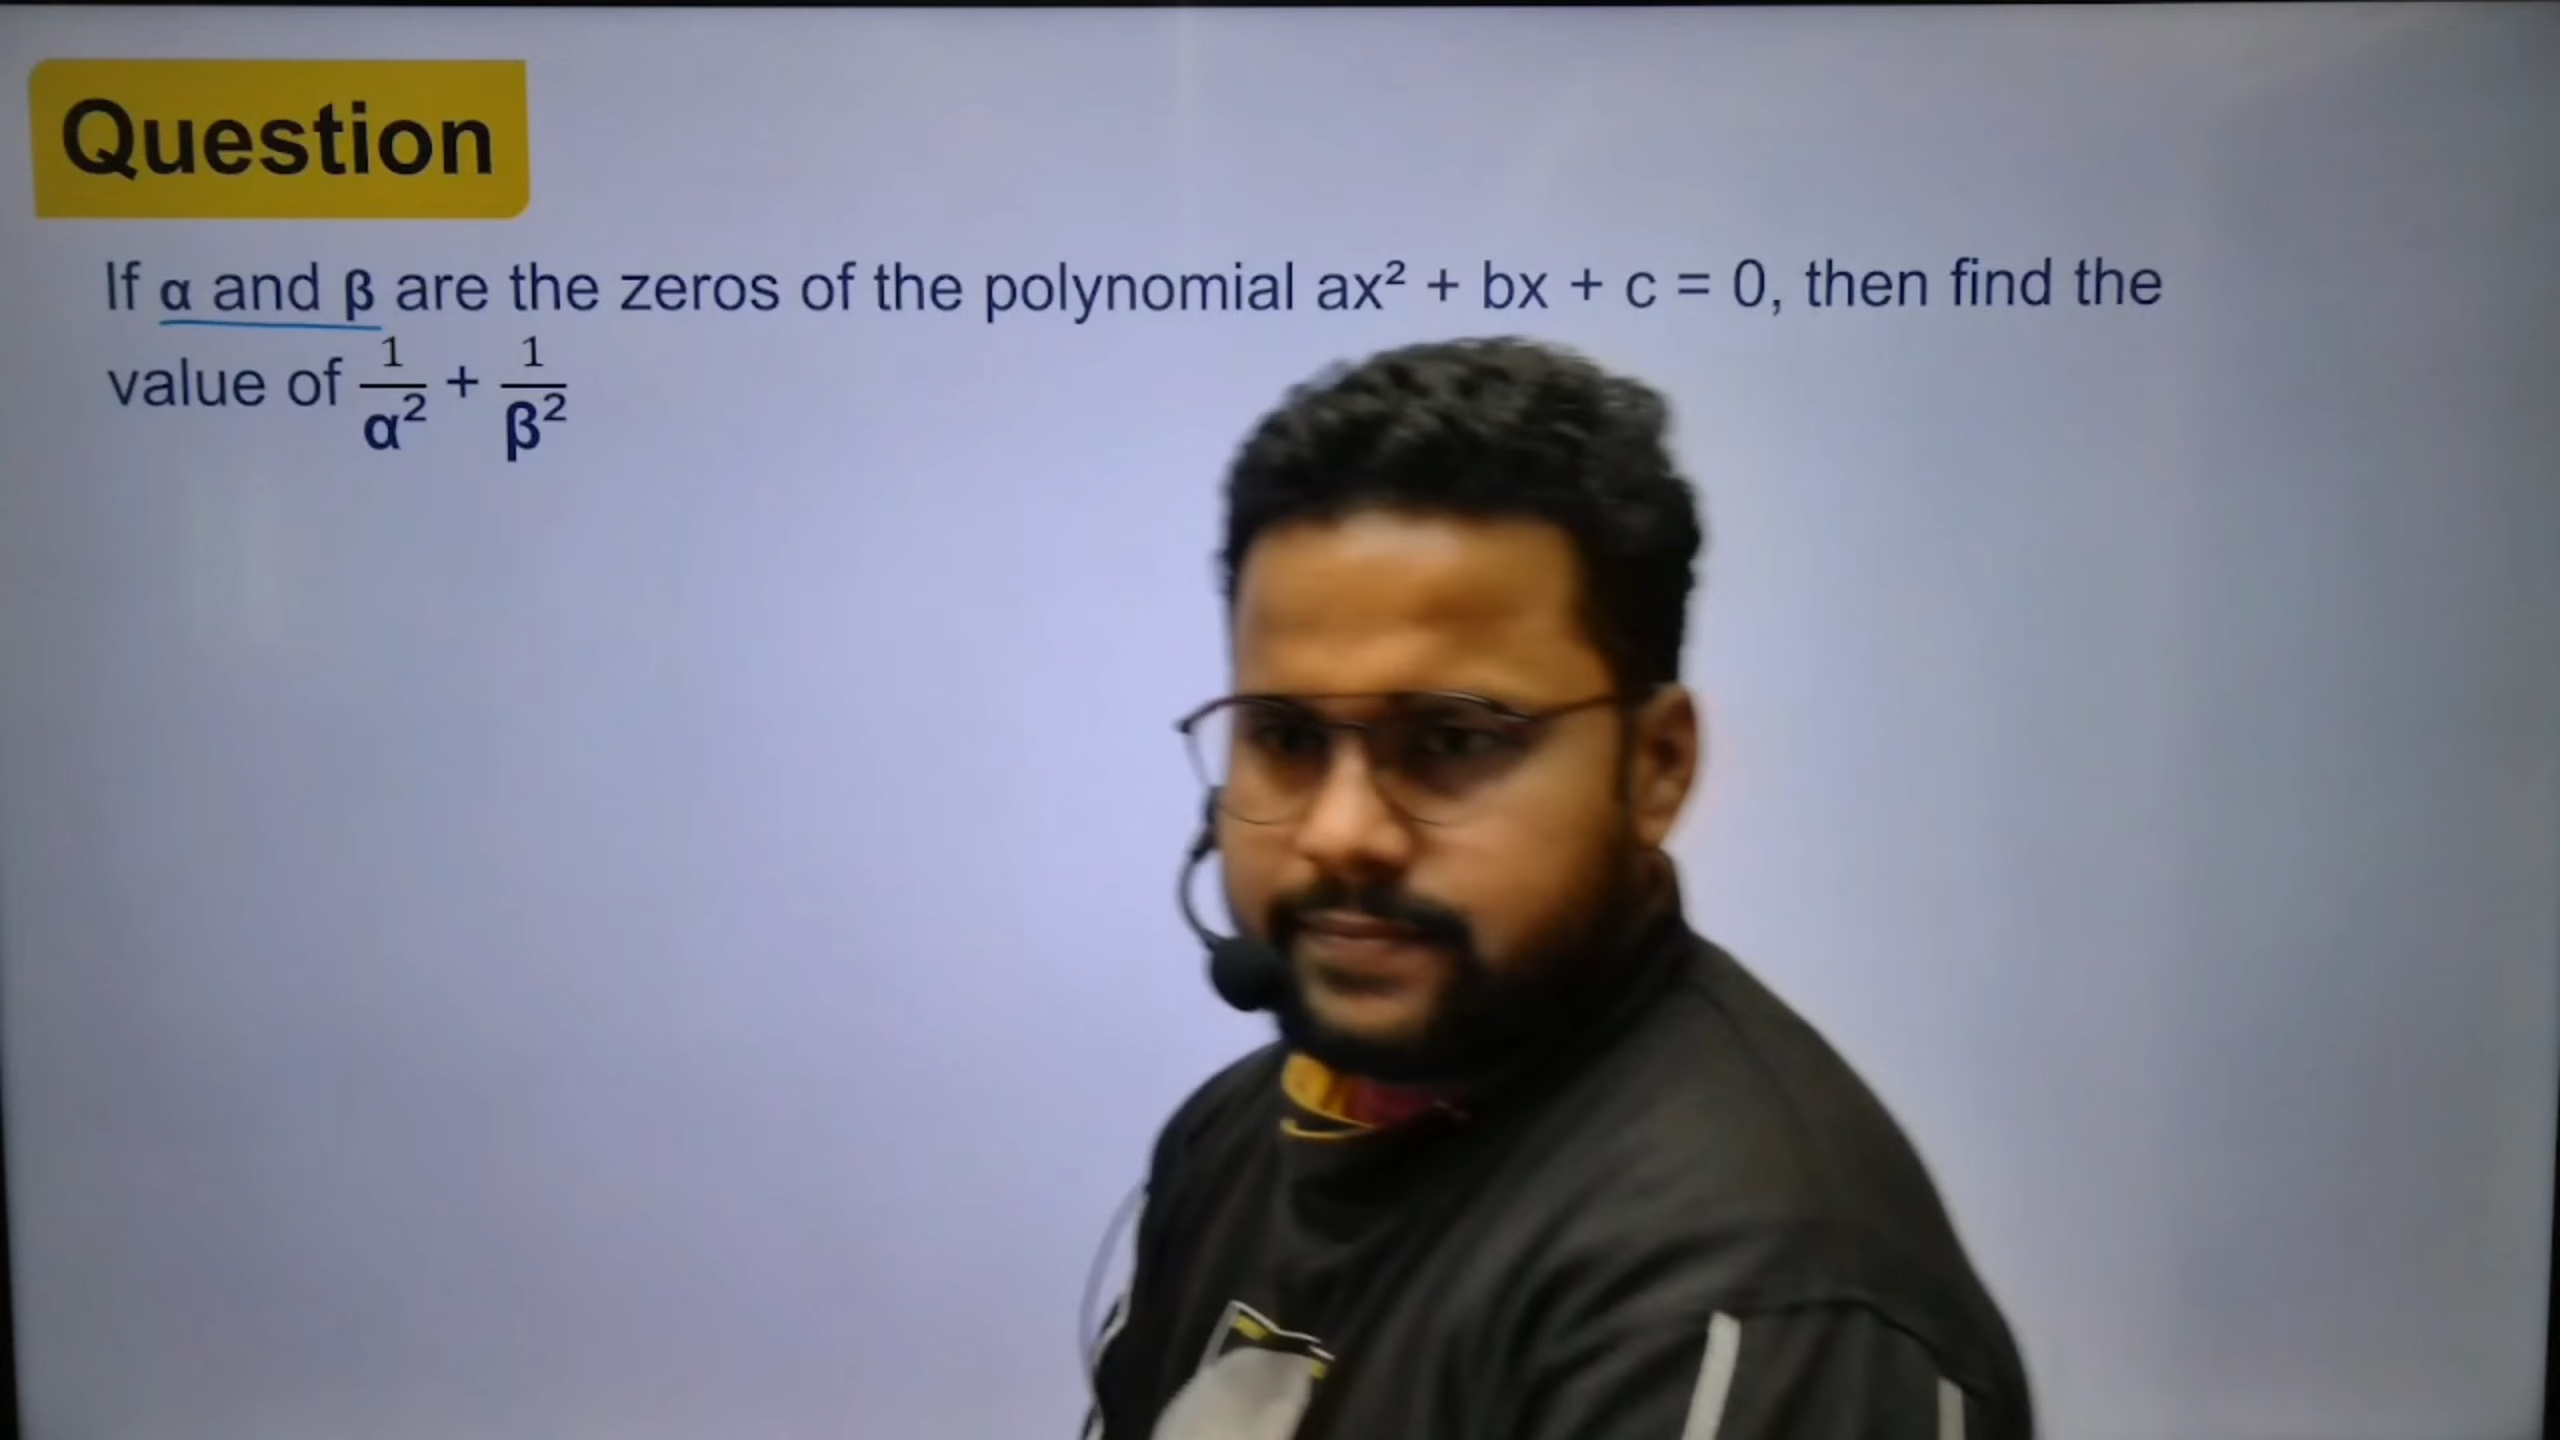 Question
If α and β are the zeros of the polynomial ax² + bx + c = 0, then find the
value of 1/α² + 1/β²